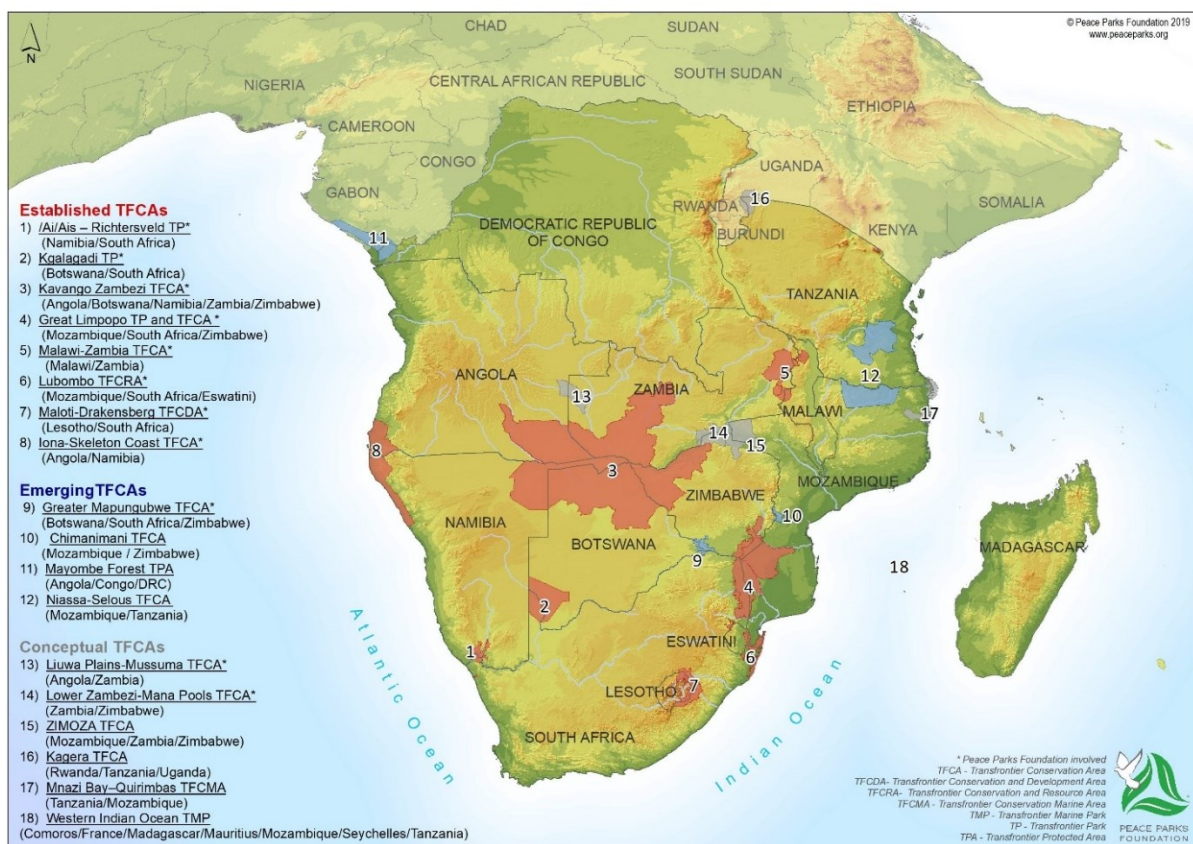 © Peace Parks Foundation 2019
www.peaceparks.org
N
CHAD
SUDAN
NIGERIA
CENTRAL AFRICAN REPUBLIC
SOUTH SUDAN
ETHIOPIA
CAMEROON
CONGO
GABON
UGANDA
SOMALIA
RWANDA
16
KENYA
BURUNDI
DEMOCRATIC REPUBLIC
OF CONGO
11
TANZANIA
ANGOLA
ZAMBIA
13
5
12
MALAWI
17
14
15
8
3
MOZAMBIQUE
ZIMBABWE
NAMIBIA
10
BOTSWANA
9
MADAGASCAR
18
2
4
ESWATINI
1
6
LESOTHO
7
SOUTH AFRICA
Atlantic Ocean
Indian Ocean
Established TFCAs
1) /Ai/Ais – Richtersveld TP*
(Namibia/South Africa)
2) Kgalagadi TP*
(Botswana/South Africa)
3) Kavango Zambezi TFCA*
(Angola/Botswana/Namibia/Zambia/Zimbabwe)
4) Great Limpopo TP and TFCA *
(Mozambique/South Africa/Zimbabwe)
5) Malawi-Zambia TFCA*
(Malawi/Zambia)
6) Lubombo TFCRA*
(Mozambique/South Africa/Eswatini)
7) Maloti-Drakensberg TFCDA*
(Lesotho/South Africa)
8) Iona-Skeleton Coast TFCA*
(Angola/Namibia)
EmergingTFCAs
9) Greater Mapungubwe TFCA*
(Botswana/South Africa/Zimbabwe)
10) Chimanimani TFCA
(Mozambique / Zimbabwe)
11) Mayombe Forest TPA
(Angola/Congo/DRC)
12) Niassa-Selous TFCA
(Mozambique/Tanzania)
Conceptual TFCAs
13) Liuwa Plains-Mussuma TFCA*
(Angola/Zambia)
14) Lower Zambezi-Mana Pools TFCA*
(Zambia/Zimbabwe)
15) ZIMOZA TFCA
(Mozambique/Zambia/Zimbabwe)
16) Kagera TFCA
(Rwanda/Tanzania/Uganda)
17) Mnazi Bay–Quirimbas TFCMA
(Tanzania/Mozambique)
18) Western Indian Ocean TMP
(Comoros/France/Madagascar/Mauritius/Mozambique/Seychelles/Tanzania)
* Peace Parks Foundation involved
TFCA - Transfrontier Conservation Area
TFCDA- Transfrontier Conservation and Development Area
TFCRA- Transfrontier Conservation and Resource Area
TFCMA - Transfrontier Conservation Marine Area
TMP - Transfrontier Marine Park
TP - Transfrontier Park
TPA - Transfrontier Protected Area
PEACE PARKS
FOUNDATION